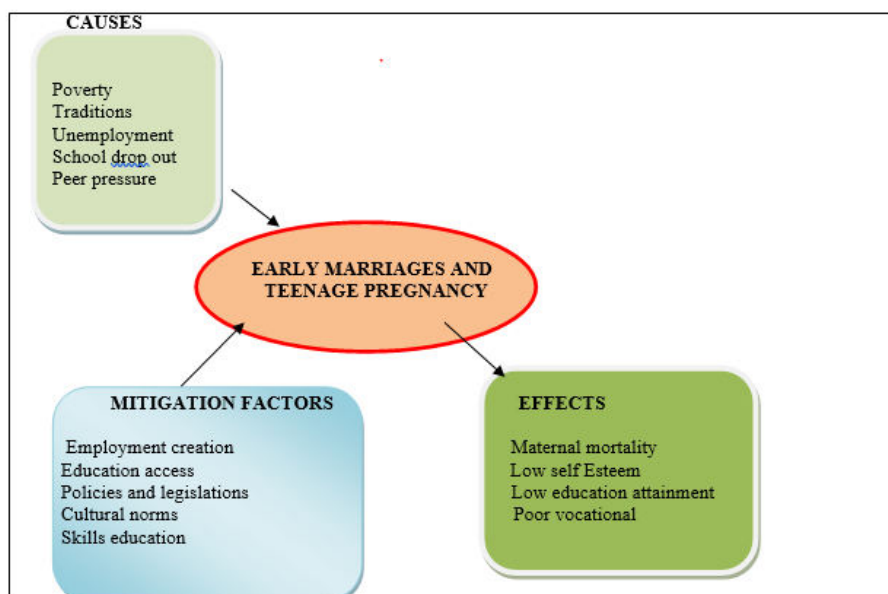 CAUSES
Poverty
Traditions
Unemployment
School drop out
Peer pressure
EARLY MARRIAGES AND
TEENAGE PREGNANCY
MITIGATION FACTORS
Employment creation
Education access
Policies and legislations
Cultural norms
Skills education
EFFECTS
Maternal mortality
Low self Esteem
Low education attainment
Poor vocational